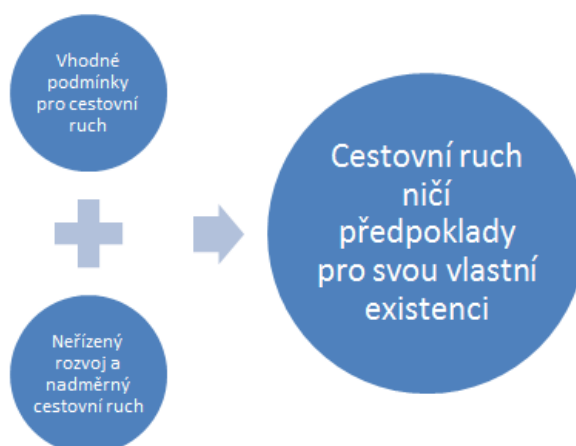 Vhodné
podmínky
pro cestovní
ruch
Neřízený
rozvoj a
nadměrný
cestovní ruch
Cestovní ruch
ničí
předpoklady
pro svou vlastní
existenci